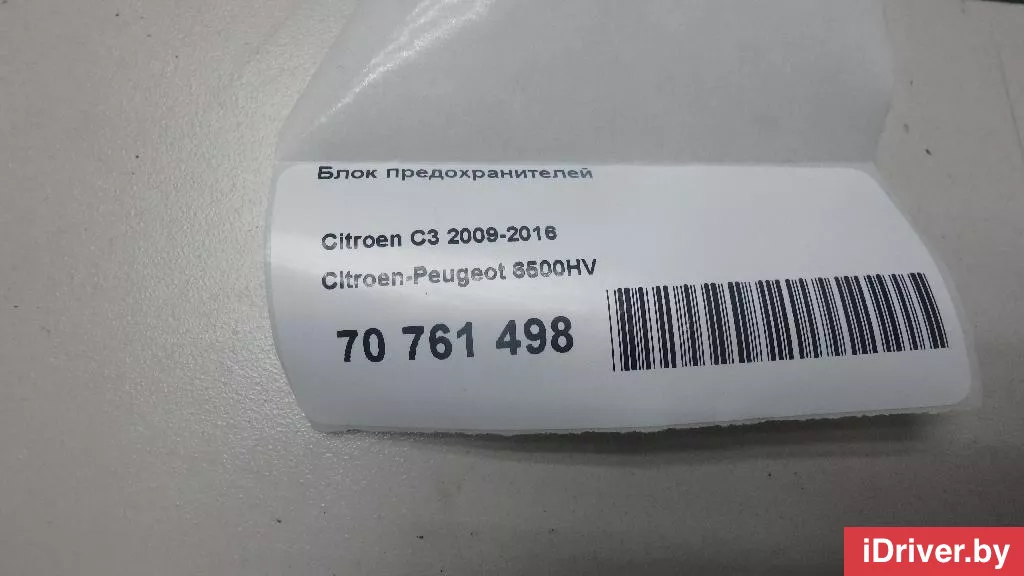 Блок предохранителей
Citroen C3 2009-2016
Citroen-Peugeot 6500HV
70 761 498
iDriver.by